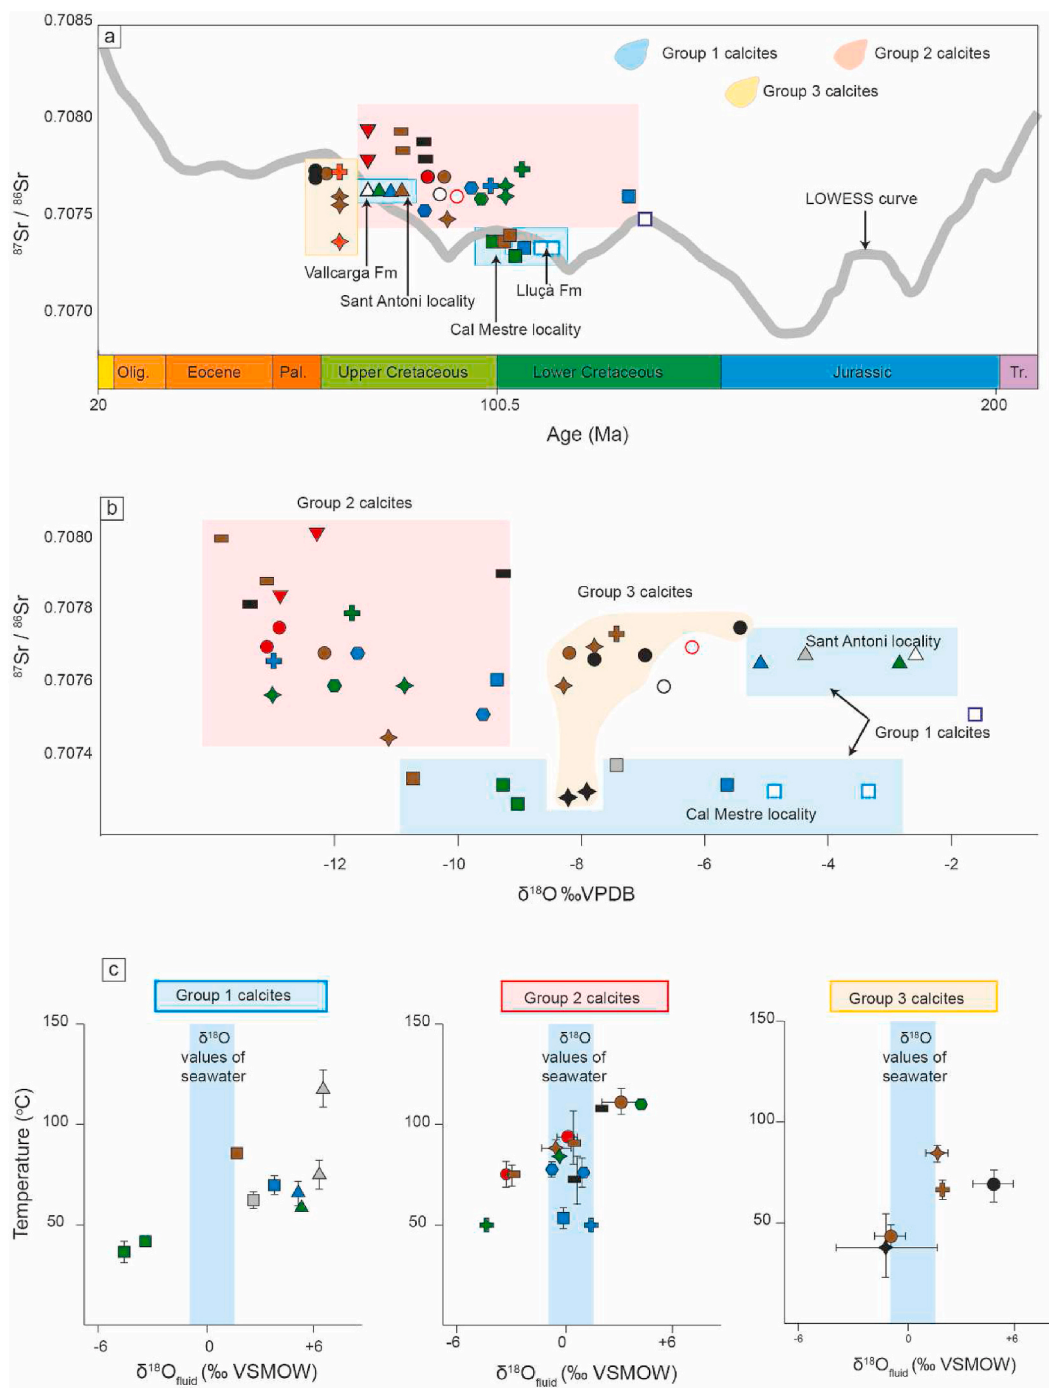 a
0.7085
0.7080
0.7075
0.7070
⁸⁷Sr / ⁸⁶Sr
Group 1 calcites
Group 2 calcites
Group 3 calcites
LOWESS curve
Vallcarga Fm
Sant Antoni locality
Lluçà Fm
Cal Mestre locality
Olig.
Eocene
Pal.
Upper Cretaceous
Lower Cretaceous
Jurassic
Tr.
20
100.5
200
Age (Ma)
b
Group 2 calcites
0.7080
0.7078
0.7076
0.7074
⁸⁷Sr / ⁸⁶Sr
Group 3 calcites
Sant Antoni locality
Group 1 calcites
Cal Mestre locality
-12
-10
-8
-6
-4
-2
δ¹⁸O ‰VPDB
c
Group 1 calcites
150
100
50
Temperature (°C)
δ¹⁸O
values of
seawater
-6
0
+6
δ¹⁸Ofluid (‰ VSMOW)
Group 2 calcites
150
100
50
δ¹⁸O
values of
seawater
-6
0
+6
δ¹⁸Ofluid (‰ VSMOW)
Group 3 calcites
150
100
50
δ¹⁸O
values of
seawater
-6
0
+6
δ¹⁸Ofluid (‰ VSMOW)